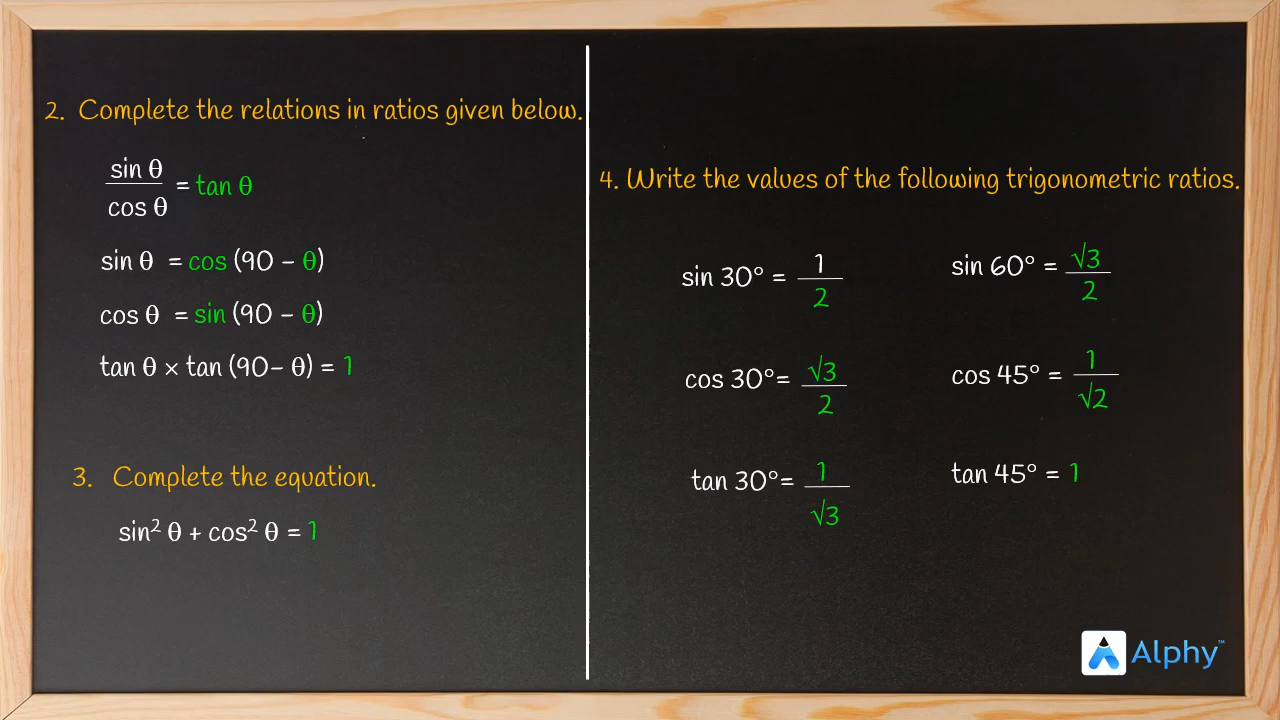 2. Complete the relations in ratios given below.
sin θ / cos θ = tan θ
sin θ = cos (90 – θ)
cos θ = sin (90 – θ)
tan θ × tan (90– θ) = 1
3. Complete the equation.
sin² θ + cos² θ = 1
4. Write the values of the following trigonometric ratios.
sin 30° = 1/2
sin 60° = √3/2
cos 30°= √3/2
cos 45° = 1/√2
tan 30°= 1/√3
tan 45° = 1
Alphy™